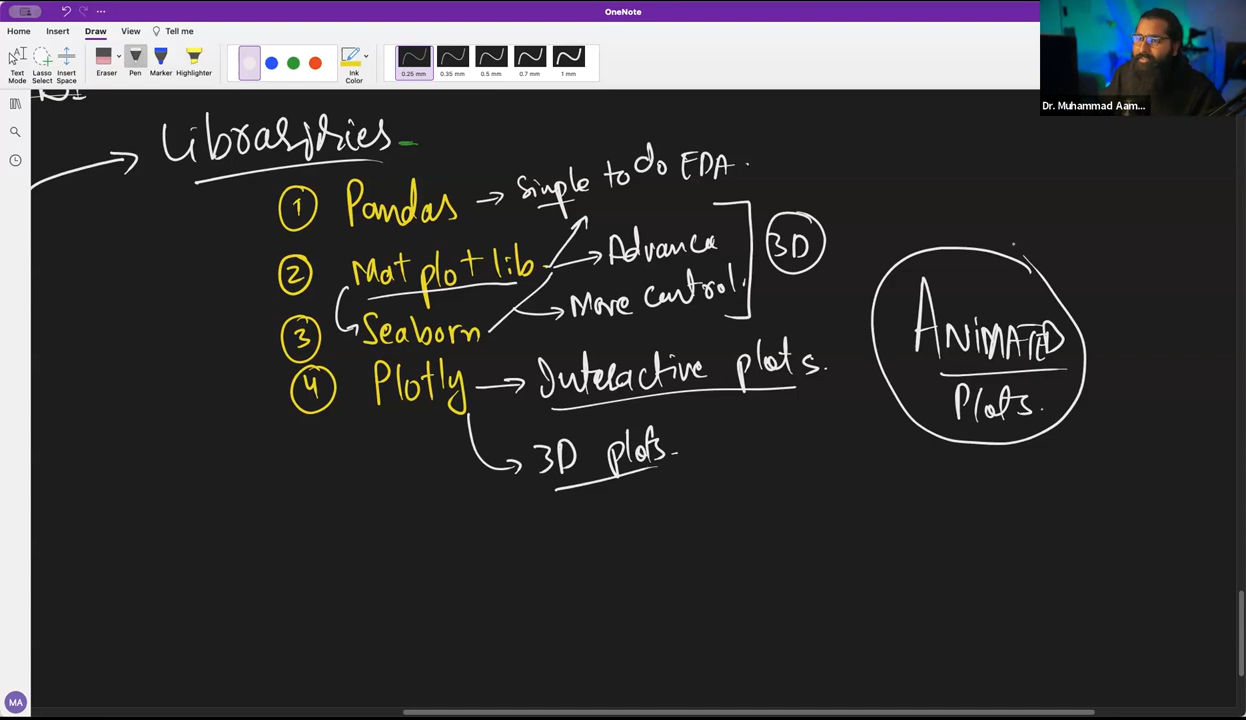 OneNote
Home Insert Draw View Tell me
Text Mode
Lasso Select
Insert Space
Eraser
Pen
Marker
Highlighter
Ink Color
0.25 mm 0.35 mm 0.5 mm 0.7 mm 1 mm
Dr. Muhammad Aam...
① Pandas → Simple to do EDA.
② Matplotlib → Advance
3D
More control.
③ Seaborn
④ Plotly → Interactive plots.
→ 3D plots.
ANiMATED
Plots.
MA